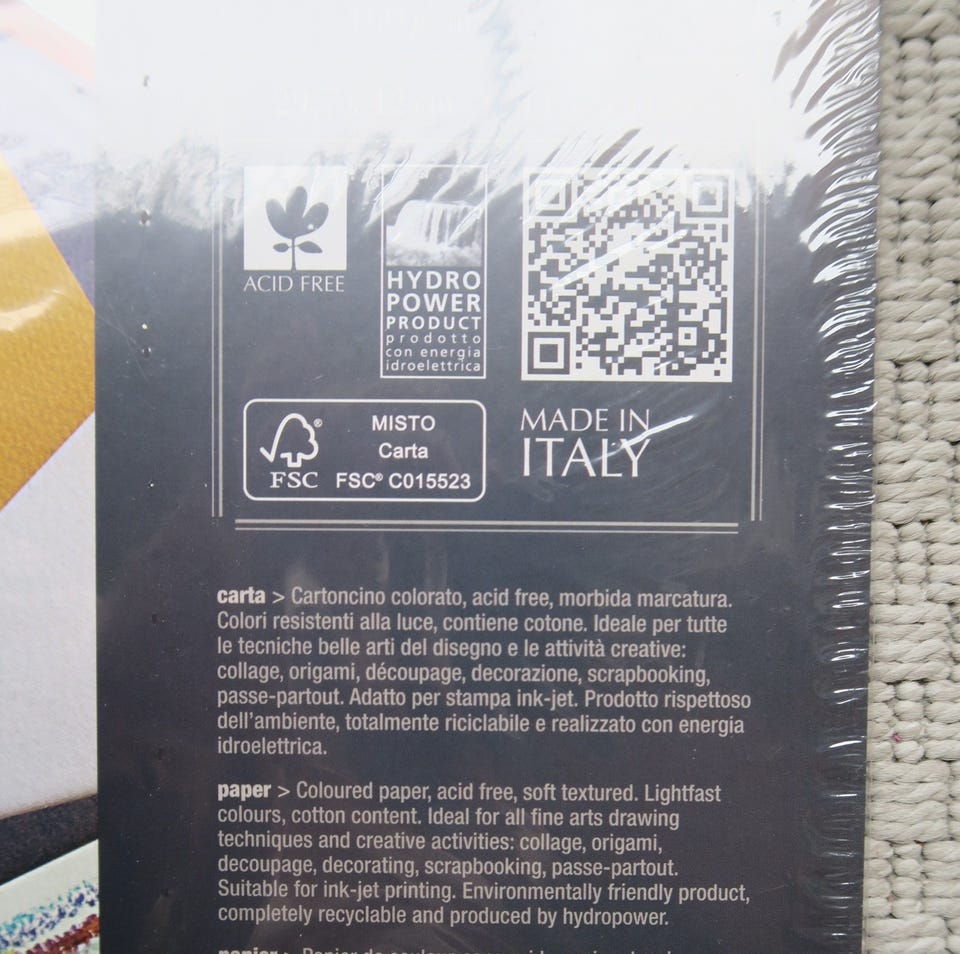 ACID FREE
HYDRO
POWER
PRODUCT
prodotto
con energia
idroelettrica
MISTO
Carta
FSC® C015523
FSC
MADE IN
ITALY
carta > Cartoncino colorato, acid free, morbida marcatura.
Colori resistenti alla luce, contiene cotone. Ideale per tutte
le tecniche belle arti del disegno e le attività creative:
collage, origami, découpage, decorazione, scrapbooking,
passe-partout. Adatto per stampa ink-jet. Prodotto rispettoso
dell'ambiente, totalmente riciclabile e realizzato con energia
idroelettrica.
paper > Coloured paper, acid free, soft textured. Lightfast
colours, cotton content. Ideal for all fine arts drawing
techniques and creative activities: collage, origami,
decoupage, decorating, scrapbooking, passe-partout.
Suitable for ink-jet printing. Environmentally friendly product,
completely recyclable and produced by hydropower.
papier > Papier de couleur